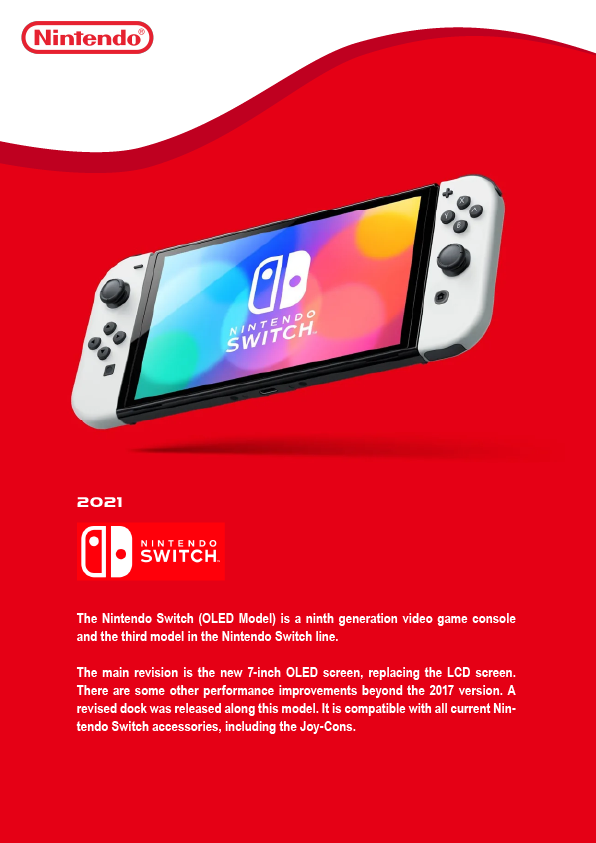 Nintendo®
X
Y
A
B
NINTENDO
SWITCH™
2021
NINTENDO
SWITCH™
The Nintendo Switch (OLED Model) is a ninth generation video game console
and the third model in the Nintendo Switch line.
The main revision is the new 7-inch OLED screen, replacing the LCD screen.
There are some other performance improvements beyond the 2017 version. A
revised dock was released along this model. It is compatible with all current Nin-
tendo Switch accessories, including the Joy-Cons.